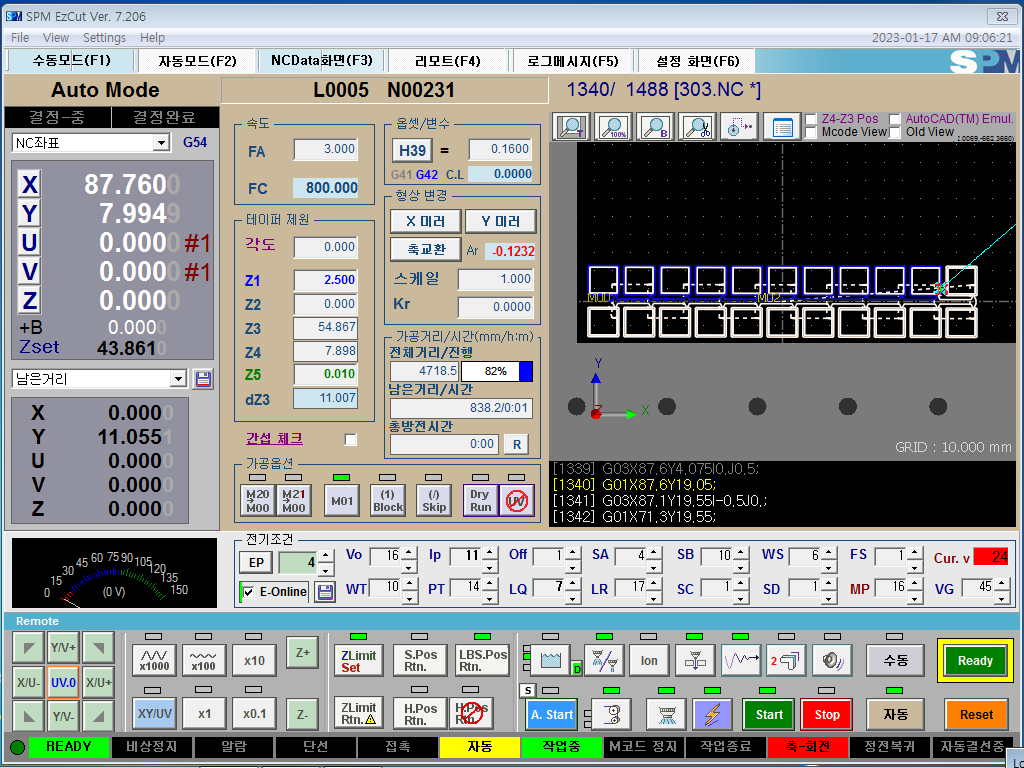 SPM EzCut Ver. 7.206
File View Settings Help
2023-01-17 AM 09:06:21
수동모드(F1) 자동모드(F2) NCData화면(F3) 리모트(F4) 로그메시지(F5) 설정 화면(F6) SPM
Auto Mode L0005 N00231 1340/ 1488 [303.NC *]
결정-중 결정완료
NC좌표 G54
X 87.7600
Y 7.9949
U 0.0000 #1
V 0.0000 #1
Z 0.0000
+B 0.0000
Zset 43.8610
남은거리
X 0.0000
Y 11.0551
U 0.0000
V 0.0000
Z 0.0000
속도
FA 3.000
FC 800.000
테이퍼 제원
각도 0.000
Z1 2.500
Z2 0.000
Z3 54.867
Z4 7.898
Z5 0.010
dZ3 11.007
간섭 체크
옵셋/변수
H39 = 0.1600
G41 G42 C.L 0.0000
형상 변경
X 미러 Y 미러
축교환 Ar -0.1232
스케일 1.000
Kr 0.0000
가공거리/시간(mm/h:m)
전체거리/진행
4718.5 82%
남은거리/시간
838.2/0:01
총방전시간
0:00 R
가공옵션
M20 M00 M21 M00 M01 (1) Block (/) Skip Dry Run UV
T 100% B
Z4-Z3 Pos AutoCAD(TM) Emul.
Mcode View Old View
MU2
Y
X
Z
GRID : 10.000 mm
[1339] G03X87,6Y4,075I0,J0,5;
[1340] G01X87,6Y19,05;
[1341] G03X87,1Y19,55I-0,5J0,;
[1342] G01X71,3Y19,55;
0 15 30 45 60 75 90 105 120 135 150
(0 V)
전기조건
EP 4 Vo 16 Ip 11 Off 1 SA 4 SB 10 WS 6 FS 1 Cur. v 24
E-Online WT 10 PT 14 LQ 7 LR 17 SC 1 SD 1 MP 16 VG 45
Remote
Y/V+
X/U- UV.0 X/U+
Y/V-
x1000 x100 x10 Z+
XY/UV x1 x0.1 Z-
ZLimit Set S.Pos Rtn. LBS.Pos Rtn.
ZLimit Rtn. H.Pos Rtn. H.Pos Rtn.
D Ion 2 수동 Ready
S A. Start Start Stop 자동 Reset
READY 비상정지 알람 단선 접촉 자동 작업중 M코드 정지 작업종료 축-회전 정전복귀 자동결선중